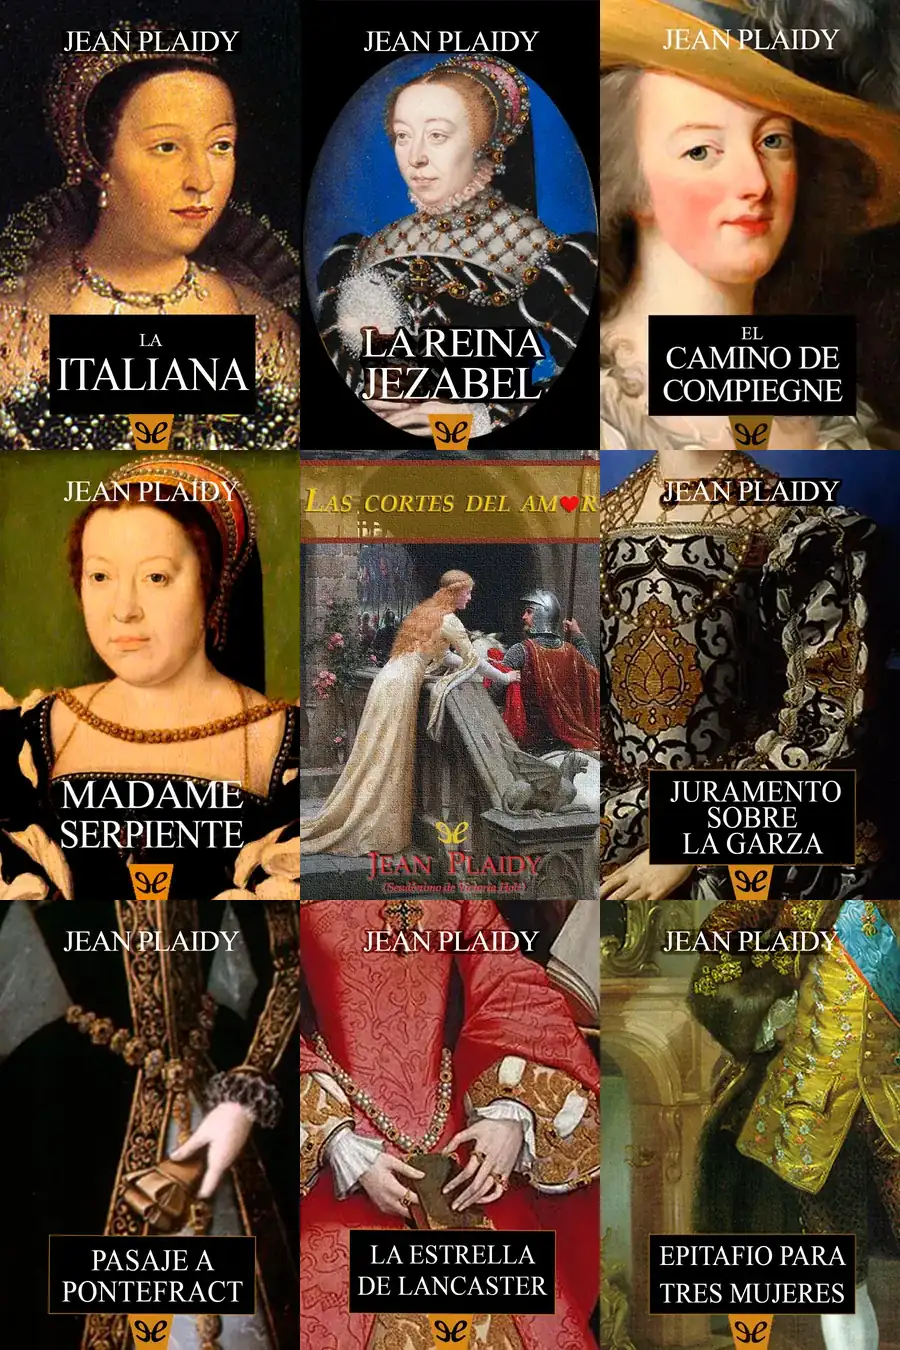 JEAN PLAIDY
LA
ITALIANA
JEAN PLAIDY
LA REINA
JEZABEL
JEAN PLAIDY
EL
CAMINO DE
COMPIEGNE
JEAN PLAIDY
MADAME
SERPIENTE
LAS CORTES DEL AM♥R
JEAN PLAIDY
(Seudónimo de Victoria Holt)
JEAN PLAIDY
JURAMENTO
SOBRE
LA GARZA
JEAN PLAIDY
PASAJE A
PONTEFRACT
JEAN PLAIDY
LA ESTRELLA
DE LANCASTER
JEAN PLAIDY
EPITAFIO PARA
TRES MUJERES